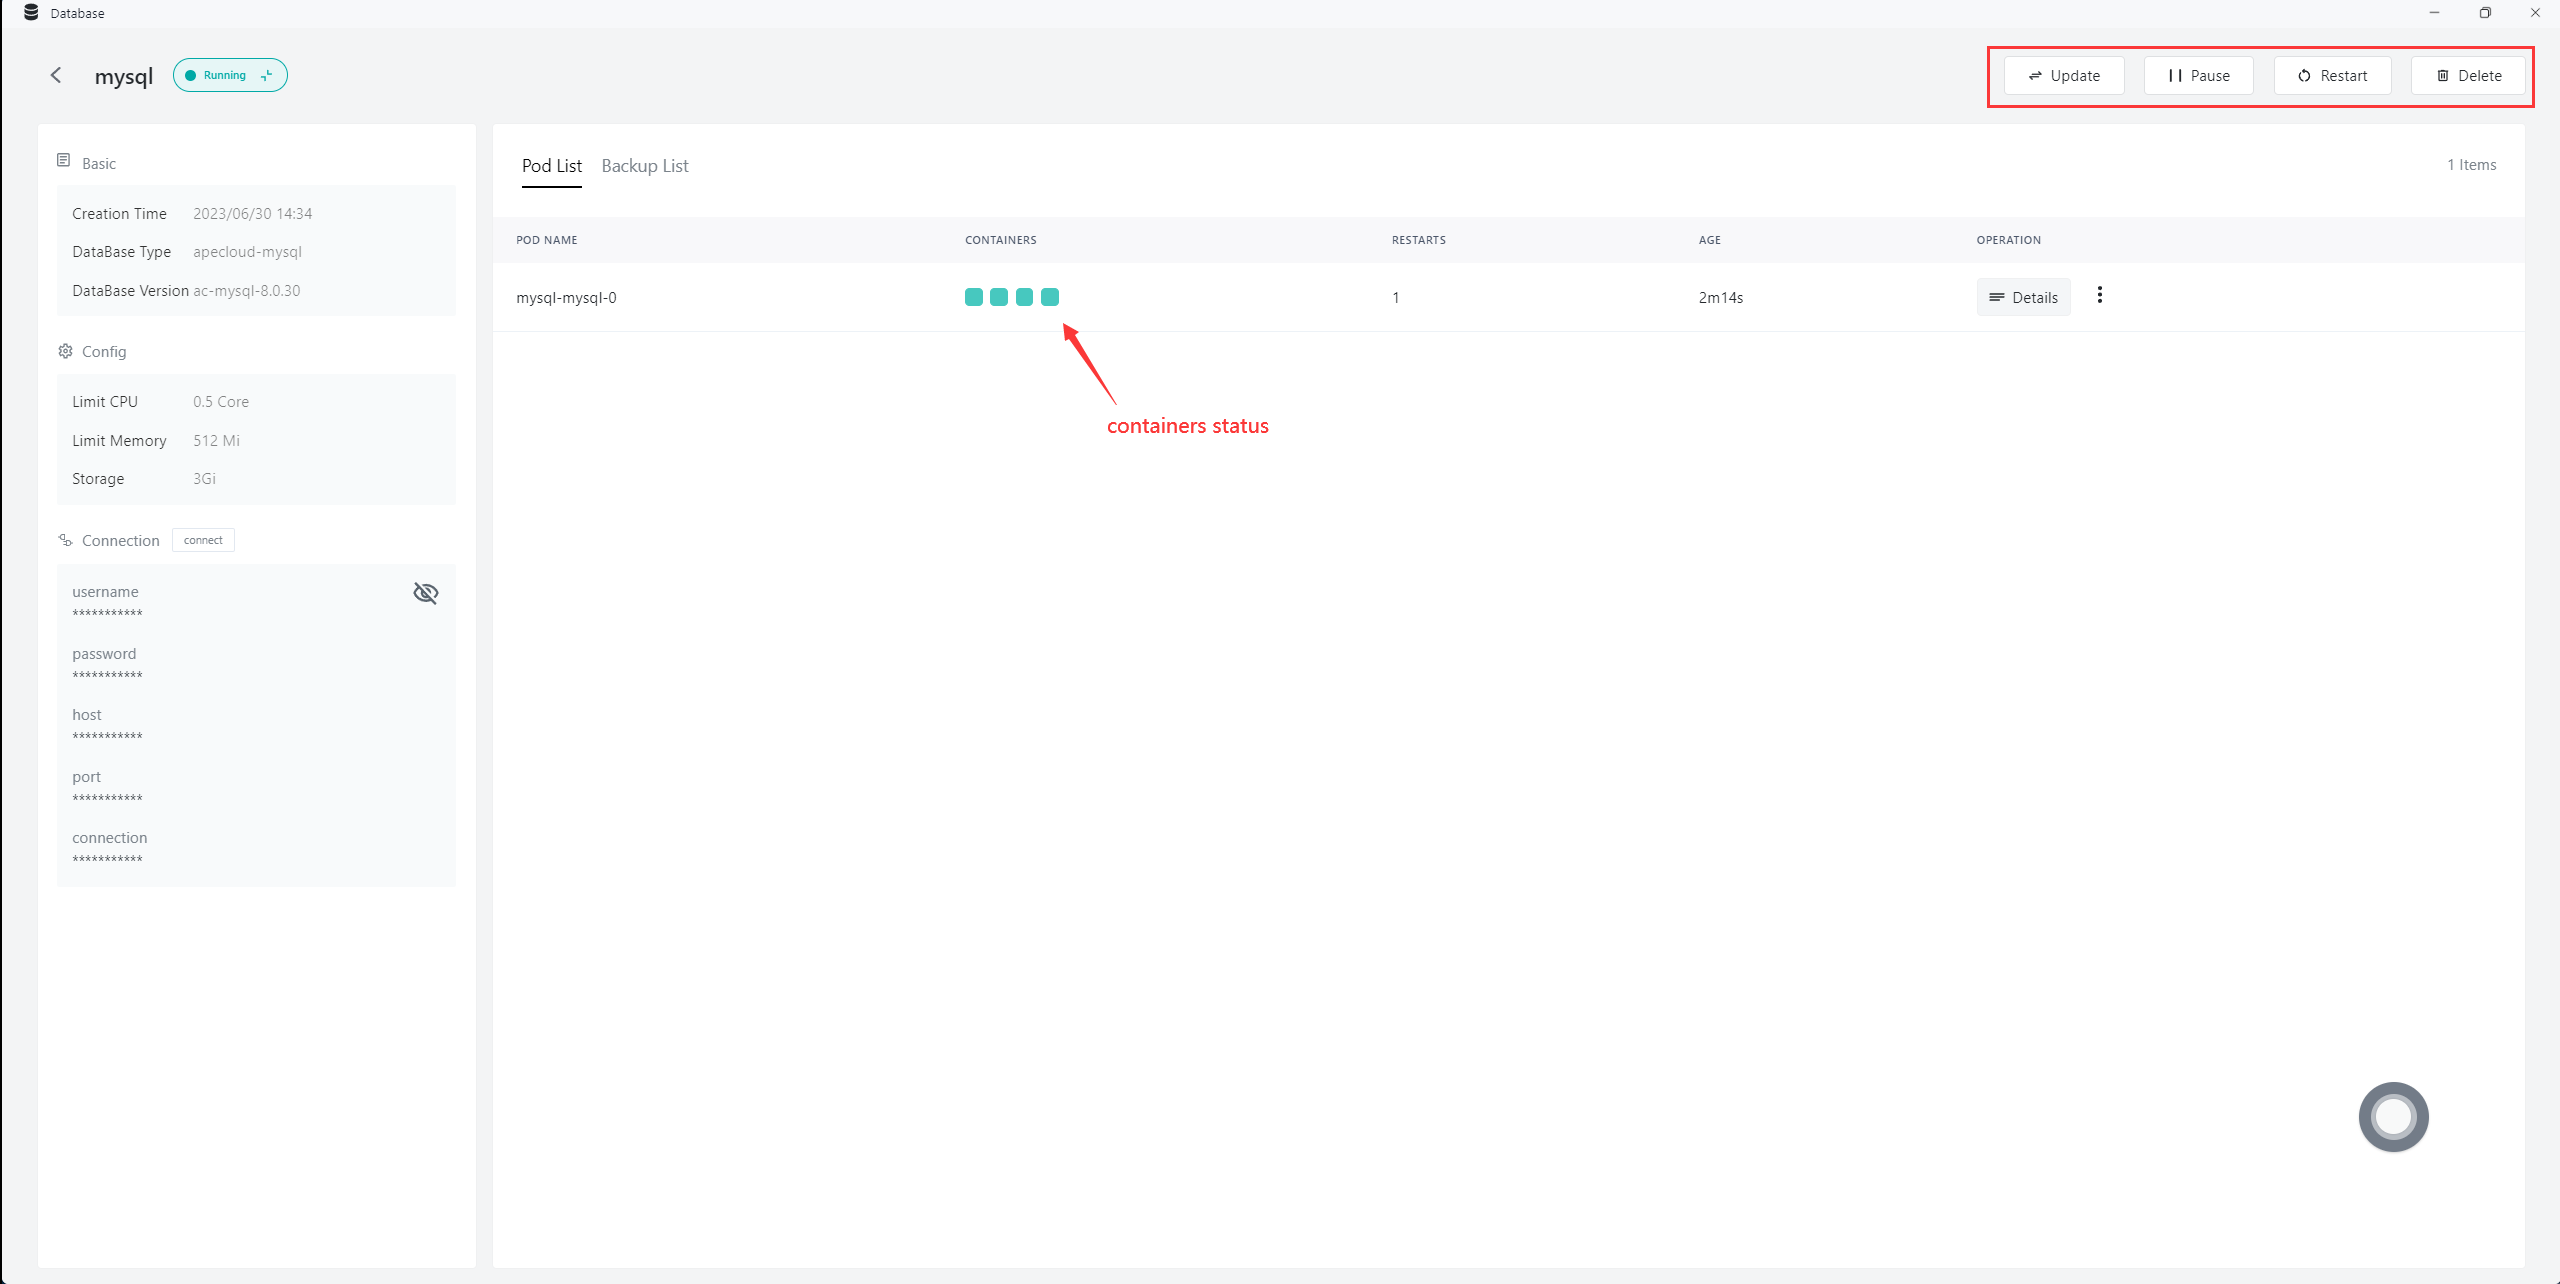 Database
mysql
Running
Update
Pause
Restart
Delete
Basic
Creation Time 2023/06/30 14:34
DataBase Type apecloud-mysql
DataBase Version ac-mysql-8.0.30
Config
Limit CPU 0.5 Core
Limit Memory 512 Mi
Storage 3Gi
Connection connect
username
***********
password
***********
host
***********
port
***********
connection
***********
Pod List Backup List 1 Items
POD NAME CONTAINERS RESTARTS AGE OPERATION
mysql-mysql-0 1 2m14s Details
containers status